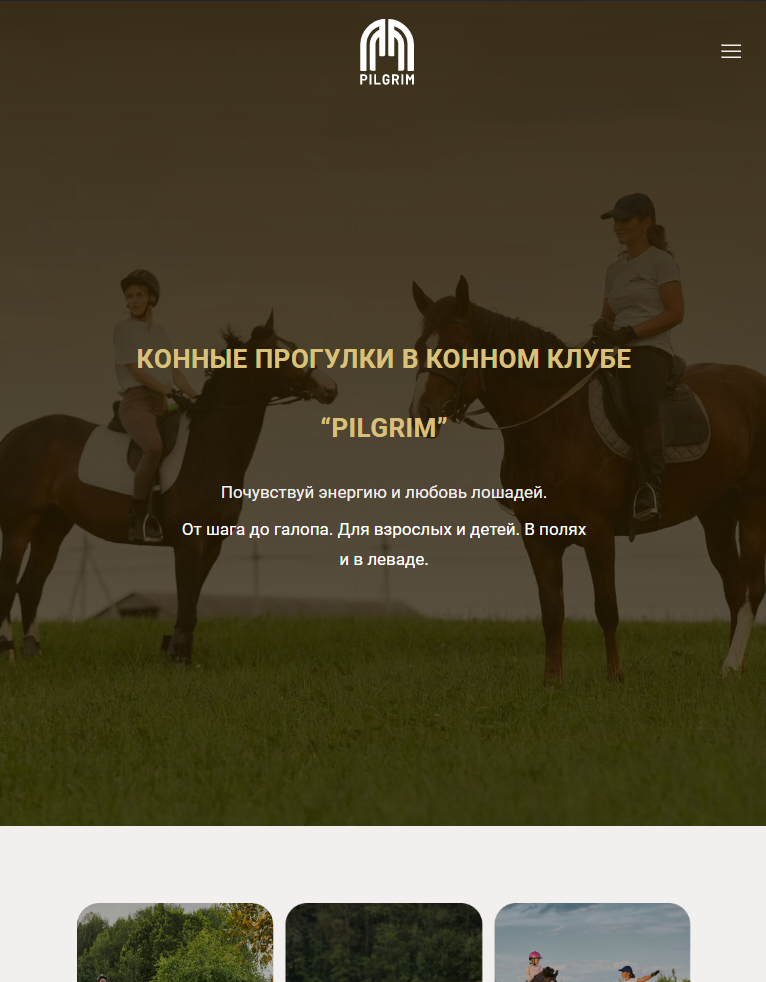 PILGRIM
КОННЫЕ ПРОГУЛКИ В КОННОМ КЛУБЕ
“PILGRIM”
Почувствуй энергию и любовь лошадей.
От шага до галопа. Для взрослых и детей. В полях
и в леваде.